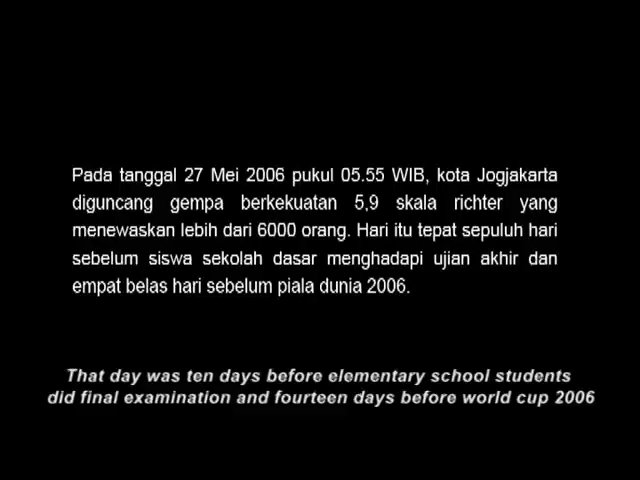 Pada tanggal 27 Mei 2006 pukul 05.55 WIB, kota Jogjakarta
diguncang gempa berkekuatan 5,9 skala richter yang
menewaskan lebih dari 6000 orang. Hari itu tepat sepuluh hari
sebelum siswa sekolah dasar menghadapi ujian akhir dan
empat belas hari sebelum piala dunia 2006.
That day was ten days before elementary school students
did final examination and fourteen days before world cup 2006